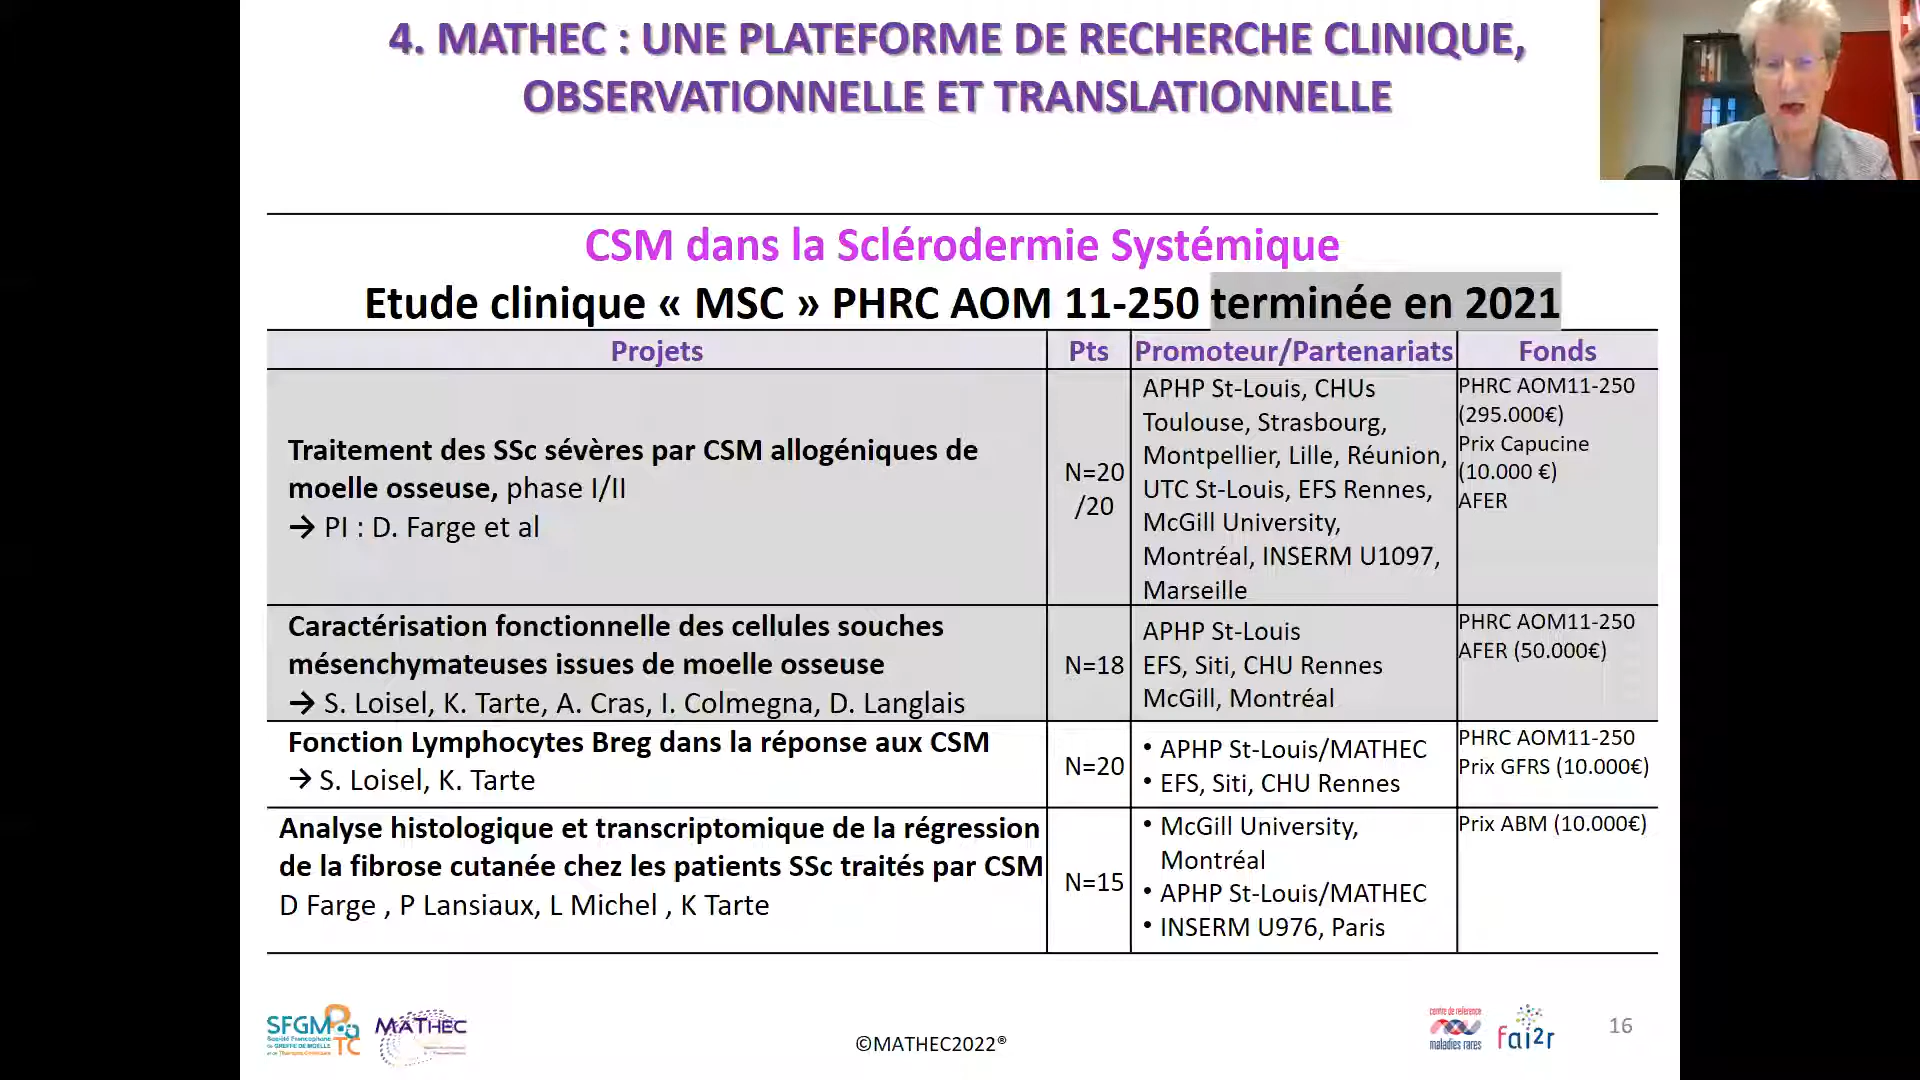 4. MATHEC : UNE PLATEFORME DE RECHERCHE CLINIQUE,
OBSERVATIONNELLE ET TRANSLATIONNELLE
CSM dans la Sclérodermie Systémique
Etude clinique « MSC » PHRC AOM 11-250 terminée en 2021
Projets
Pts
Promoteur/Partenariats
Fonds
Traitement des SSc sévères par CSM allogéniques de
moelle osseuse, phase I/II
→ PI : D. Farge et al
N=20
/20
APHP St-Louis, CHUs
Toulouse, Strasbourg,
Montpellier, Lille, Réunion,
UTC St-Louis, EFS Rennes,
McGill University,
Montréal, INSERM U1097,
Marseille
PHRC AOM11-250
(295.000€)
Prix Capucine
(10.000 €)
AFER
Caractérisation fonctionnelle des cellules souches
mésenchymateuses issues de moelle osseuse
→ S. Loisel, K. Tarte, A. Cras, I. Colmegna, D. Langlais
N=18
APHP St-Louis
EFS, Siti, CHU Rennes
McGill, Montréal
PHRC AOM11-250
AFER (50.000€)
Fonction Lymphocytes Breg dans la réponse aux CSM
→ S. Loisel, K. Tarte
N=20
• APHP St-Louis/MATHEC
• EFS, Siti, CHU Rennes
PHRC AOM11-250
Prix GFRS (10.000€)
Analyse histologique et transcriptomique de la régression
de la fibrose cutanée chez les patients SSc traités par CSM
D Farge , P Lansiaux, L Michel , K Tarte
N=15
• McGill University,
Montréal
• APHP St-Louis/MATHEC
• INSERM U976, Paris
Prix ABM (10.000€)
SFGM
TC
MATHEC
©MATHEC2022®
centre de référence
maladies rares
fai2r
16